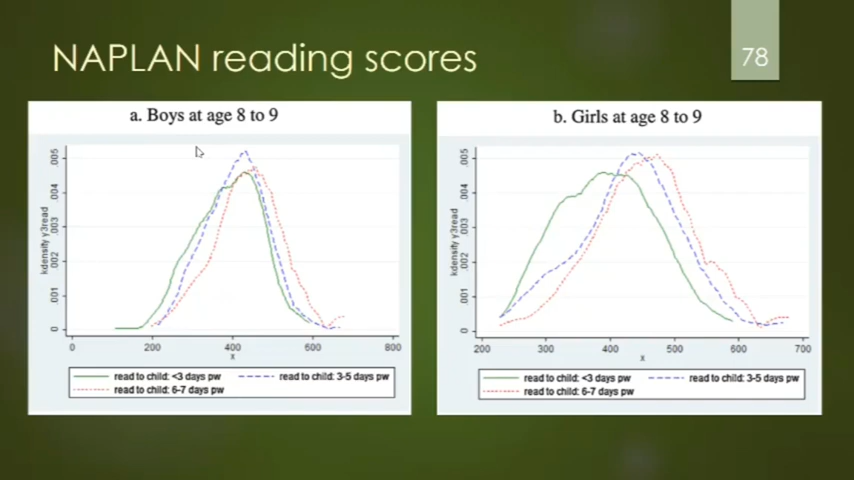 NAPLAN reading scores
78
a. Boys at age 8 to 9
kdensity y3read
0 .001 .002 .003 .004 .005
0 200 400 600 800
x
read to child: <3 days pw read to child: 3-5 days pw
read to child: 6-7 days pw
b. Girls at age 8 to 9
kdensity y3read
0 .001 .002 .003 .004 .005
200 300 400 500 600 700
x
read to child: <3 days pw read to child: 3-5 days pw
read to child: 6-7 days pw